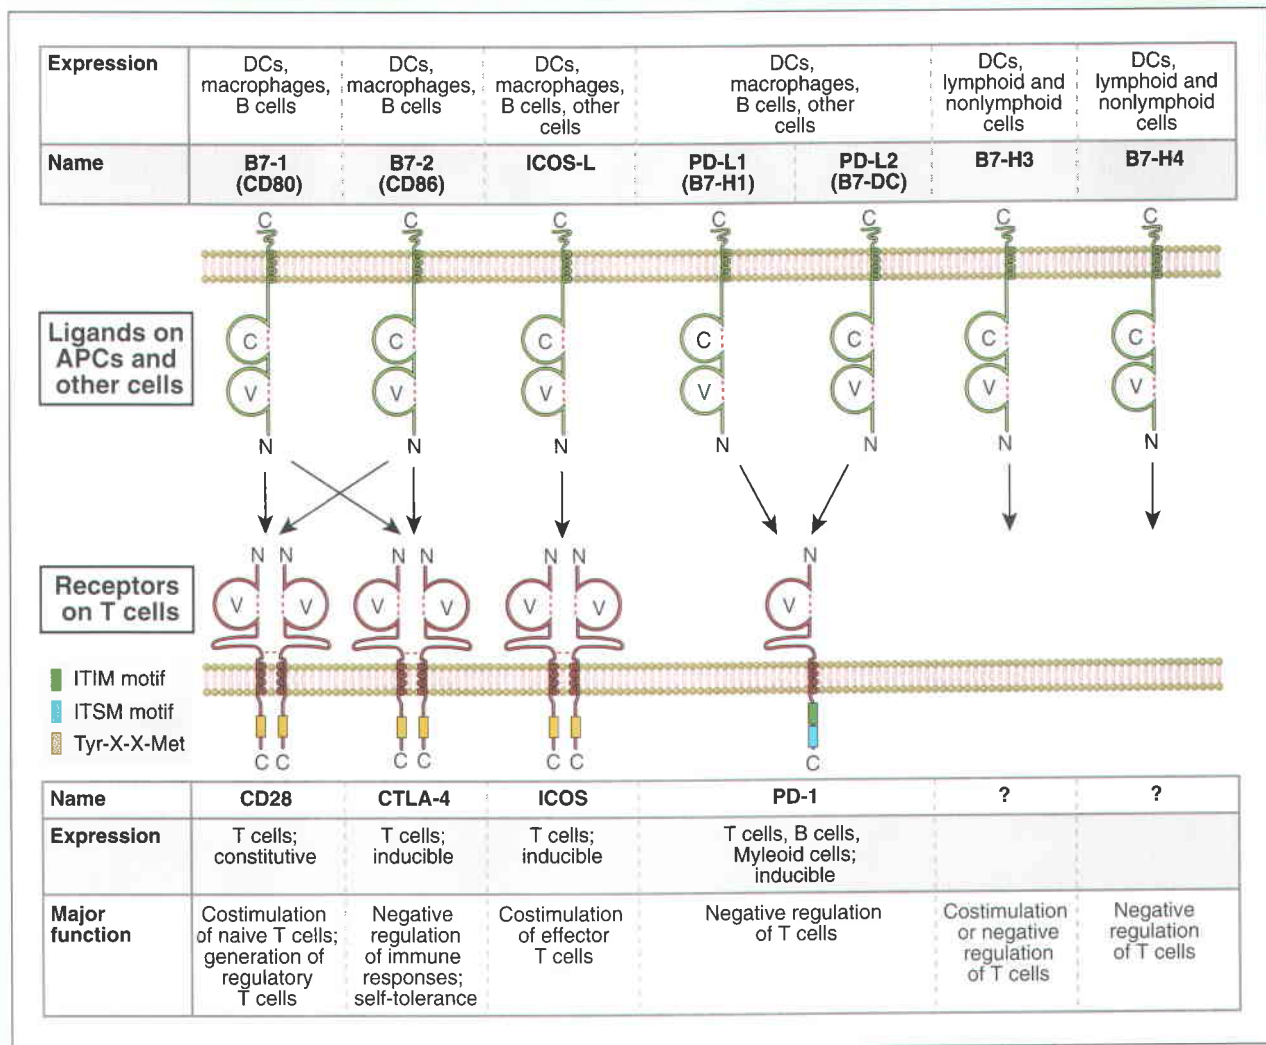 Expression
DCs,
macrophages,
B cells
DCs,
macrophages,
B cells
DCs,
macrophages,
B cells, other
cells
DCs,
macrophages,
B cells, other
cells
DCs,
lymphoid and
nonlymphoid
cells
DCs,
lymphoid and
nonlymphoid
cells
Name
B7-1
(CD80)
B7-2
(CD86)
ICOS-L
PD-L1
(B7-H1)
PD-L2
(B7-DC)
B7-H3
B7-H4
C C C C C C C
Ligands on
APCs and
other cells
C C C C C C C
V V V V V V V
N N N N N N N
Receptors
on T cells
N N N N N N N
V V V V V V V
ITIM motif
ITSM motif
Tyr-X-X-Met
C C C C C C C
Name
CD28
CTLA-4
ICOS
PD-1
?
?
Expression
T cells;
constitutive
T cells;
inducible
T cells;
inducible
T cells, B cells,
Myleoid cells;
inducible
Major
function
Costimulation
of naive T cells;
generation of
regulatory
T cells
Negative
regulation
of immune
responses;
self-tolerance
Costimulation
of effector
T cells
Negative regulation
of T cells
Costimulation
or negative
regulation
of T cells
Negative
regulation
of T cells